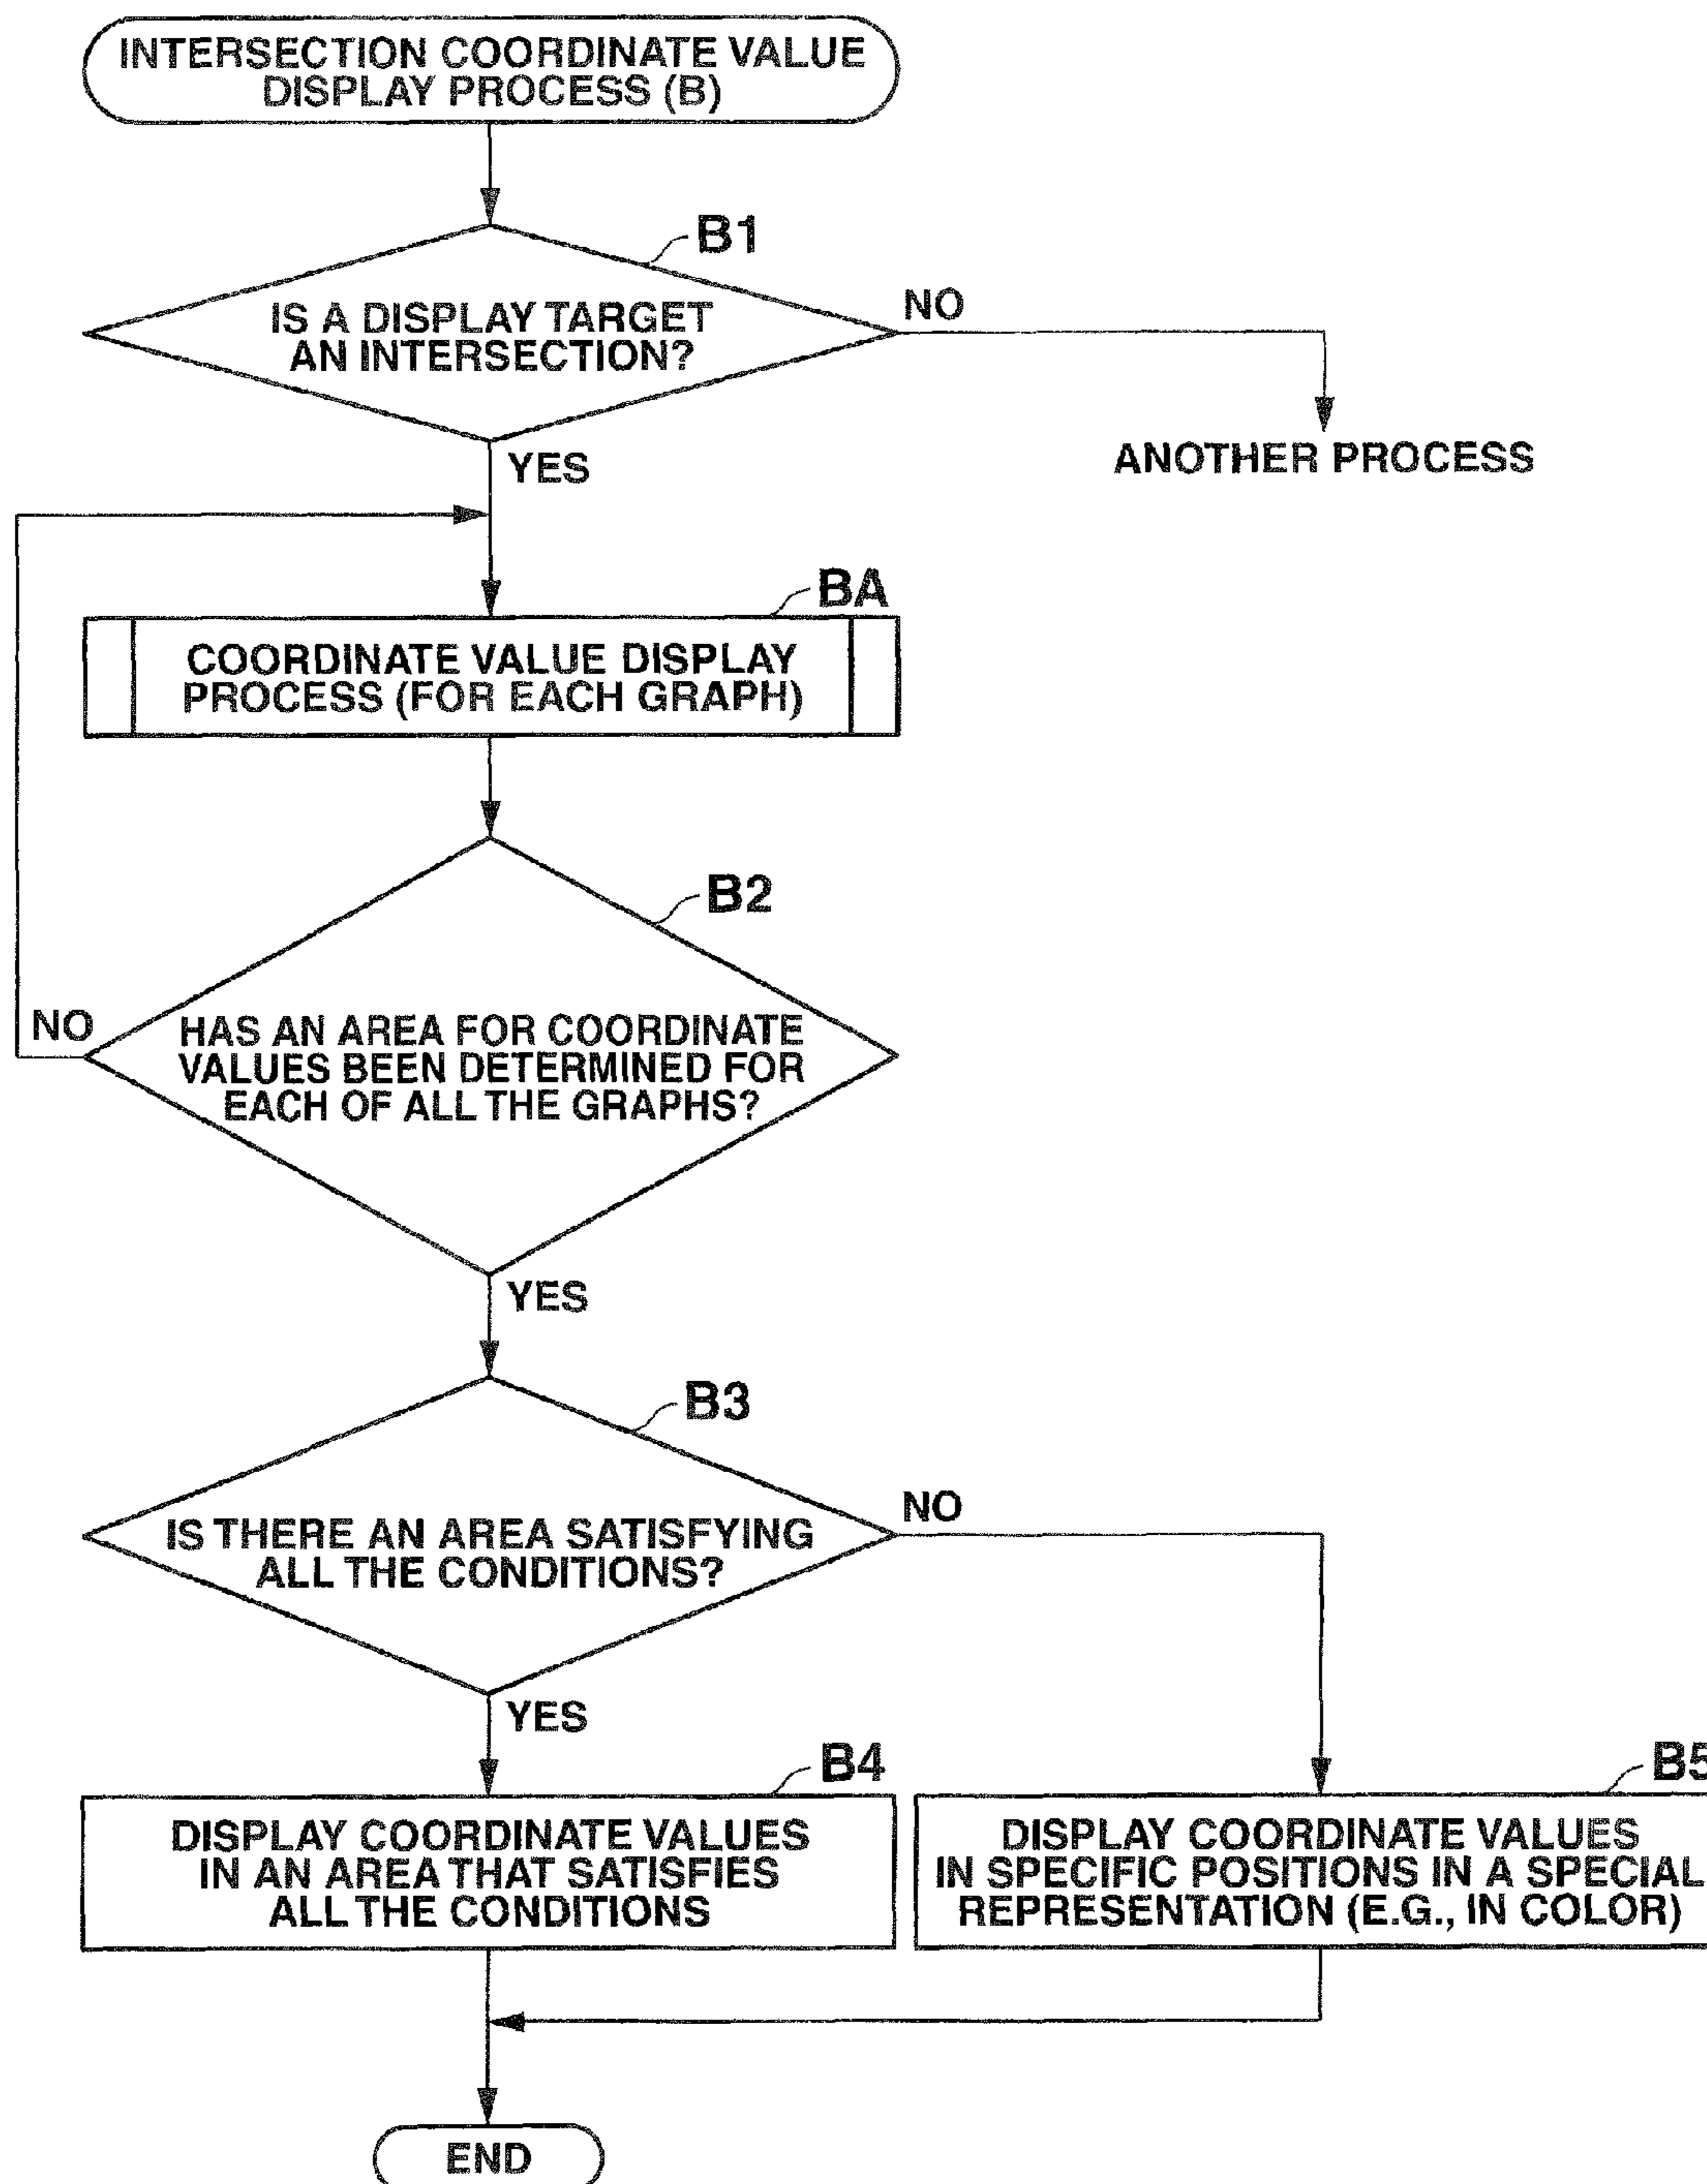 INTERSECTION COORDINATE VALUE
DISPLAY PROCESS (B)
B1
IS A DISPLAY TARGET
AN INTERSECTION?
NO
ANOTHER PROCESS
YES
BA
COORDINATE VALUE DISPLAY
PROCESS (FOR EACH GRAPH)
B2
HAS AN AREA FOR COORDINATE
VALUES BEEN DETERMINED FOR
EACH OF ALL THE GRAPHS?
NO
YES
B3
IS THERE AN AREA SATISFYING
ALL THE CONDITIONS?
NO
YES
B4
DISPLAY COORDINATE VALUES
IN AN AREA THAT SATISFIES
ALL THE CONDITIONS
B5
DISPLAY COORDINATE VALUES
IN SPECIFIC POSITIONS IN A SPECIAL
REPRESENTATION (E.G., IN COLOR)
END